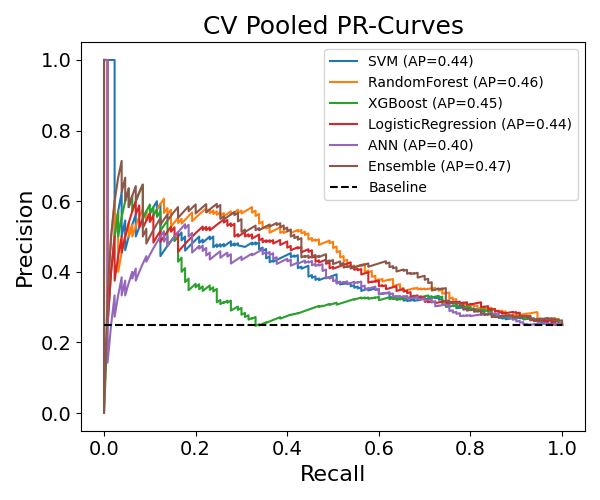 CV Pooled PR-Curves
SVM (AP=0.44)
RandomForest (AP=0.46)
XGBoost (AP=0.45)
LogisticRegression (AP=0.44)
ANN (AP=0.40)
Ensemble (AP=0.47)
Baseline
Precision
1.0
0.8
0.6
0.4
0.2
0.0
0.0 0.2 0.4 0.6 0.8 1.0
Recall